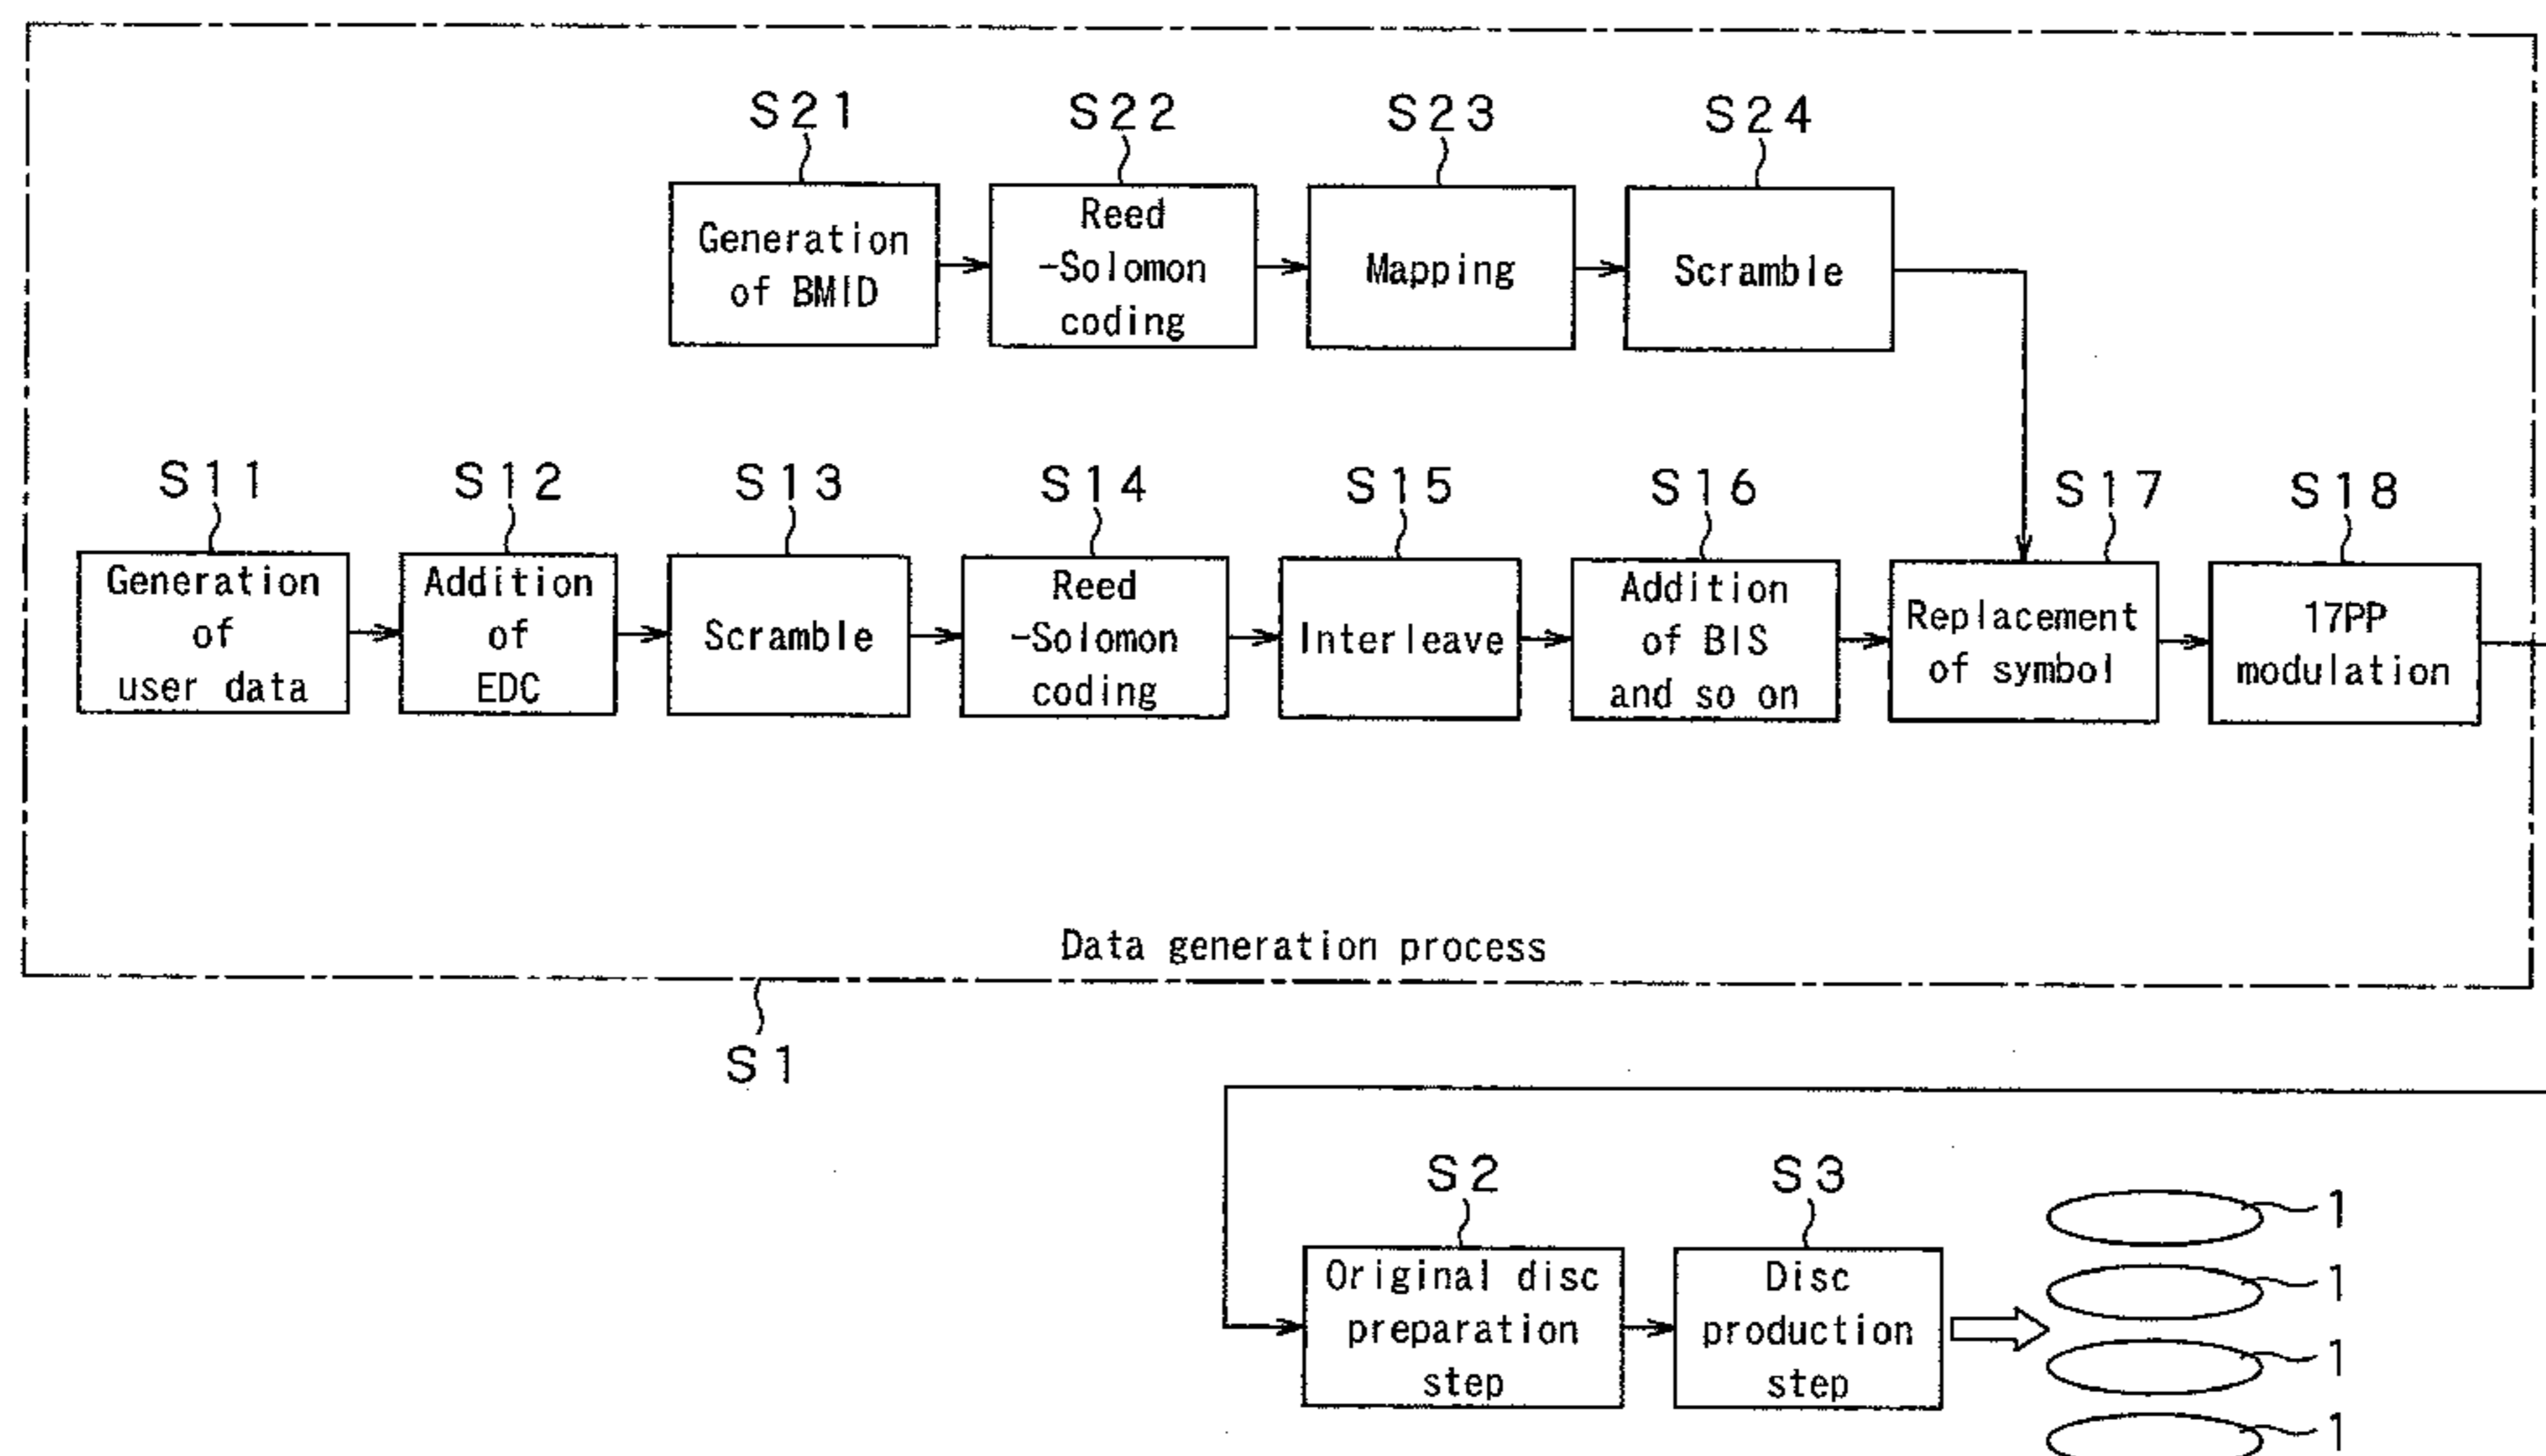 S21
S22
S23
S24
Generation
of BMID
Reed
-Solomon
coding
Mapping
Scramble
S11
S12
S13
S14
S15
S16
S17
S18
Generation
of
user data
Addition
of
EDC
Scramble
Reed
-Solomon
coding
Interleave
Addition
of BIS
and so on
Replacement
of symbol
17PP
modulation
Data generation process
S1
S2
S3
Original disc
preparation
step
Disc
production
step
1
1
1
1